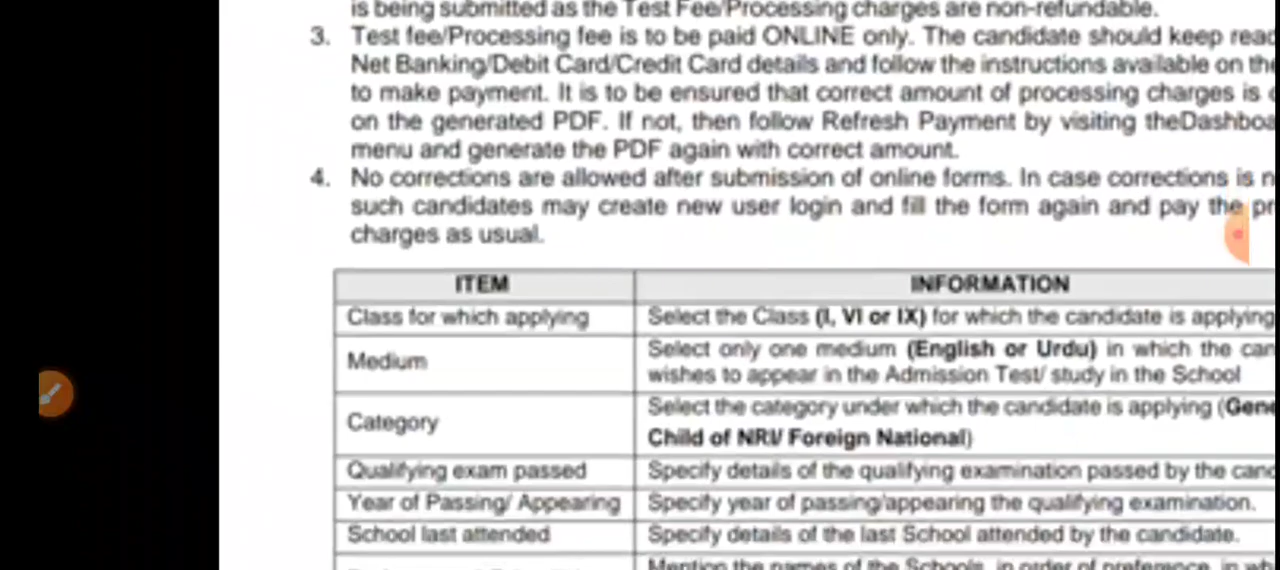 is being submitted as the Test Fee/Processing charges are non-refundable.
3. Test fee/Processing fee is to be paid ONLINE only. The candidate should keep
Net Banking/Debit Card/Credit Card details and follow the instructions available on
to make payment. It is to be ensured that correct amount of processing charges is
on the generated PDF. If not, then follow Refresh Payment by visiting
menu and generate the PDF again with correct amount.
4. No corrections are allowed after submission of online forms. In case corrections is
such candidates may create new user login and fill the form again and pay the
charges as usual.
ITEM INFORMATION
Class for which applying Select the Class (I, VI or IX) for which the candidate is applying
Medium Select only one medium (English or Urdu) in which the
wishes to appear in the Admission Test/ study in the School
Category Select the category under which the candidate is applying
Child of NRI/ Foreign National)
Qualifying exam passed Specify details of the qualifying examination passed by the
Year of Passing/ Appearing Specify year of passing/appearing the qualifying examination.
School last attended Specify details of the last School attended by the candidate.
Mention the names of the Schools, in order of preference, in